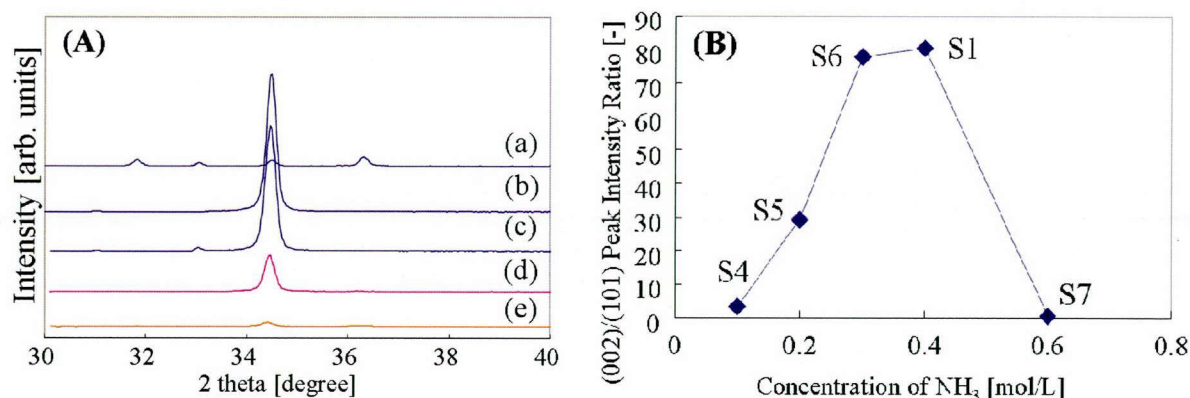 (A)
Intensity [arb. units]
(a)
(b)
(c)
(d)
(e)
30 32 34 36 38 40
2 theta [degree]
(B)
(002)/(101) Peak Intensity Ratio [-]
90
80
70
60
50
40
30
20
10
0
S6
S1
S5
S4
S7
0 0.2 0.4 0.6 0.8
Concentration of NH₃ [mol/L]